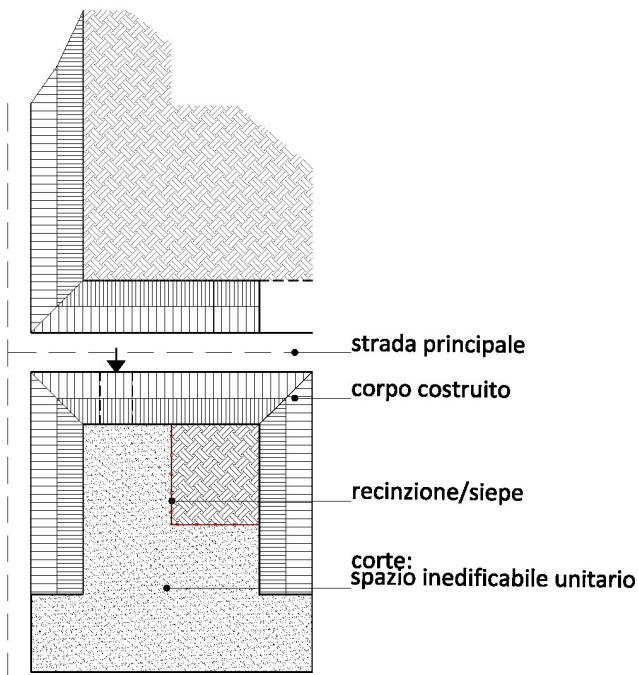 strada principale
corpo costruito
recinzione/siepe
corte:
spazio inedificabile unitario